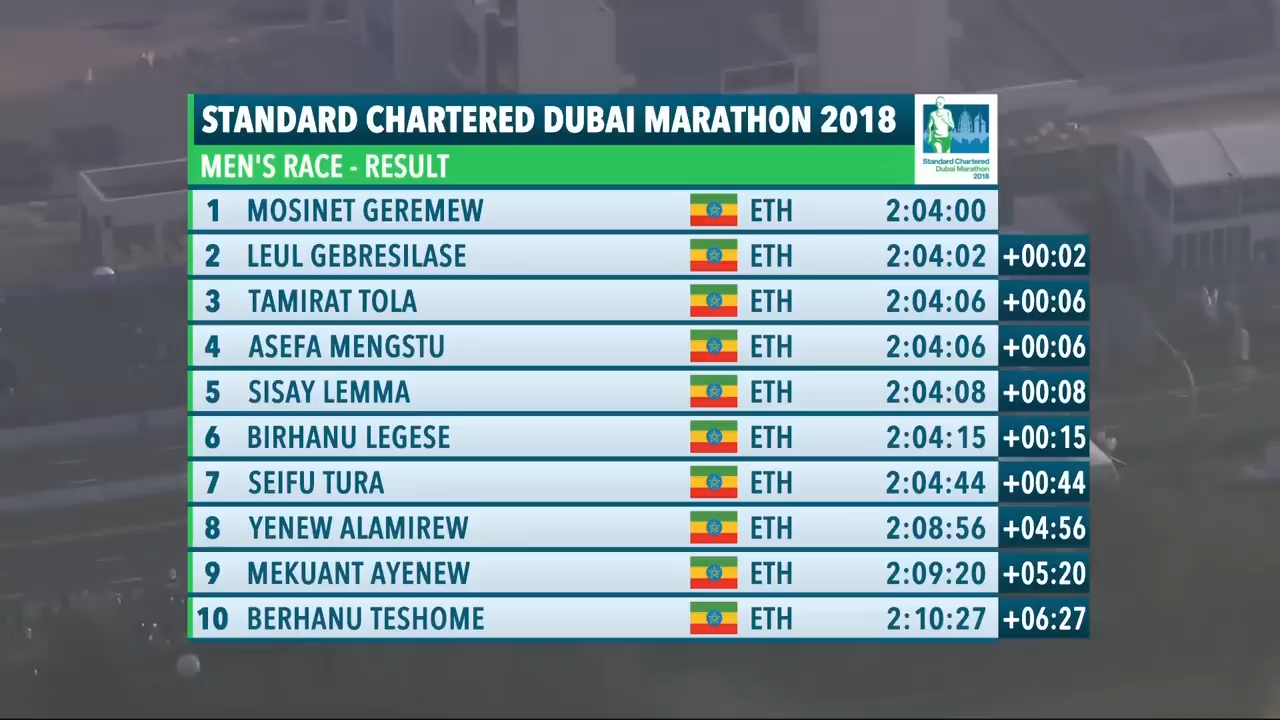 STANDARD CHARTERED DUBAI MARATHON 2018
Standard Chartered
Dubai Marathon
2018
MEN'S RACE - RESULT
1 MOSINET GEREMEW ETH 2:04:00
2 LEUL GEBRESILASE ETH 2:04:02 +00:02
3 TAMIRAT TOLA ETH 2:04:06 +00:06
4 ASEFA MENGSTU ETH 2:04:06 +00:06
5 SISAY LEMMA ETH 2:04:08 +00:08
6 BIRHANU LEGESE ETH 2:04:15 +00:15
7 SEIFU TURA ETH 2:04:44 +00:44
8 YENEW ALAMIREW ETH 2:08:56 +04:56
9 MEKUANT AYENEW ETH 2:09:20 +05:20
10 BERHANU TESHOME ETH 2:10:27 +06:27